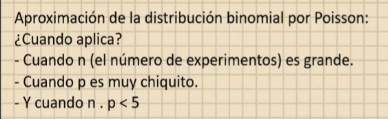 Aproximación de la distribución binomial por Poisson:
¿Cuando aplica?
- Cuando n (el número de experimentos) es grande.
- Cuando p es muy chiquito.
- Y cuando n . p < 5